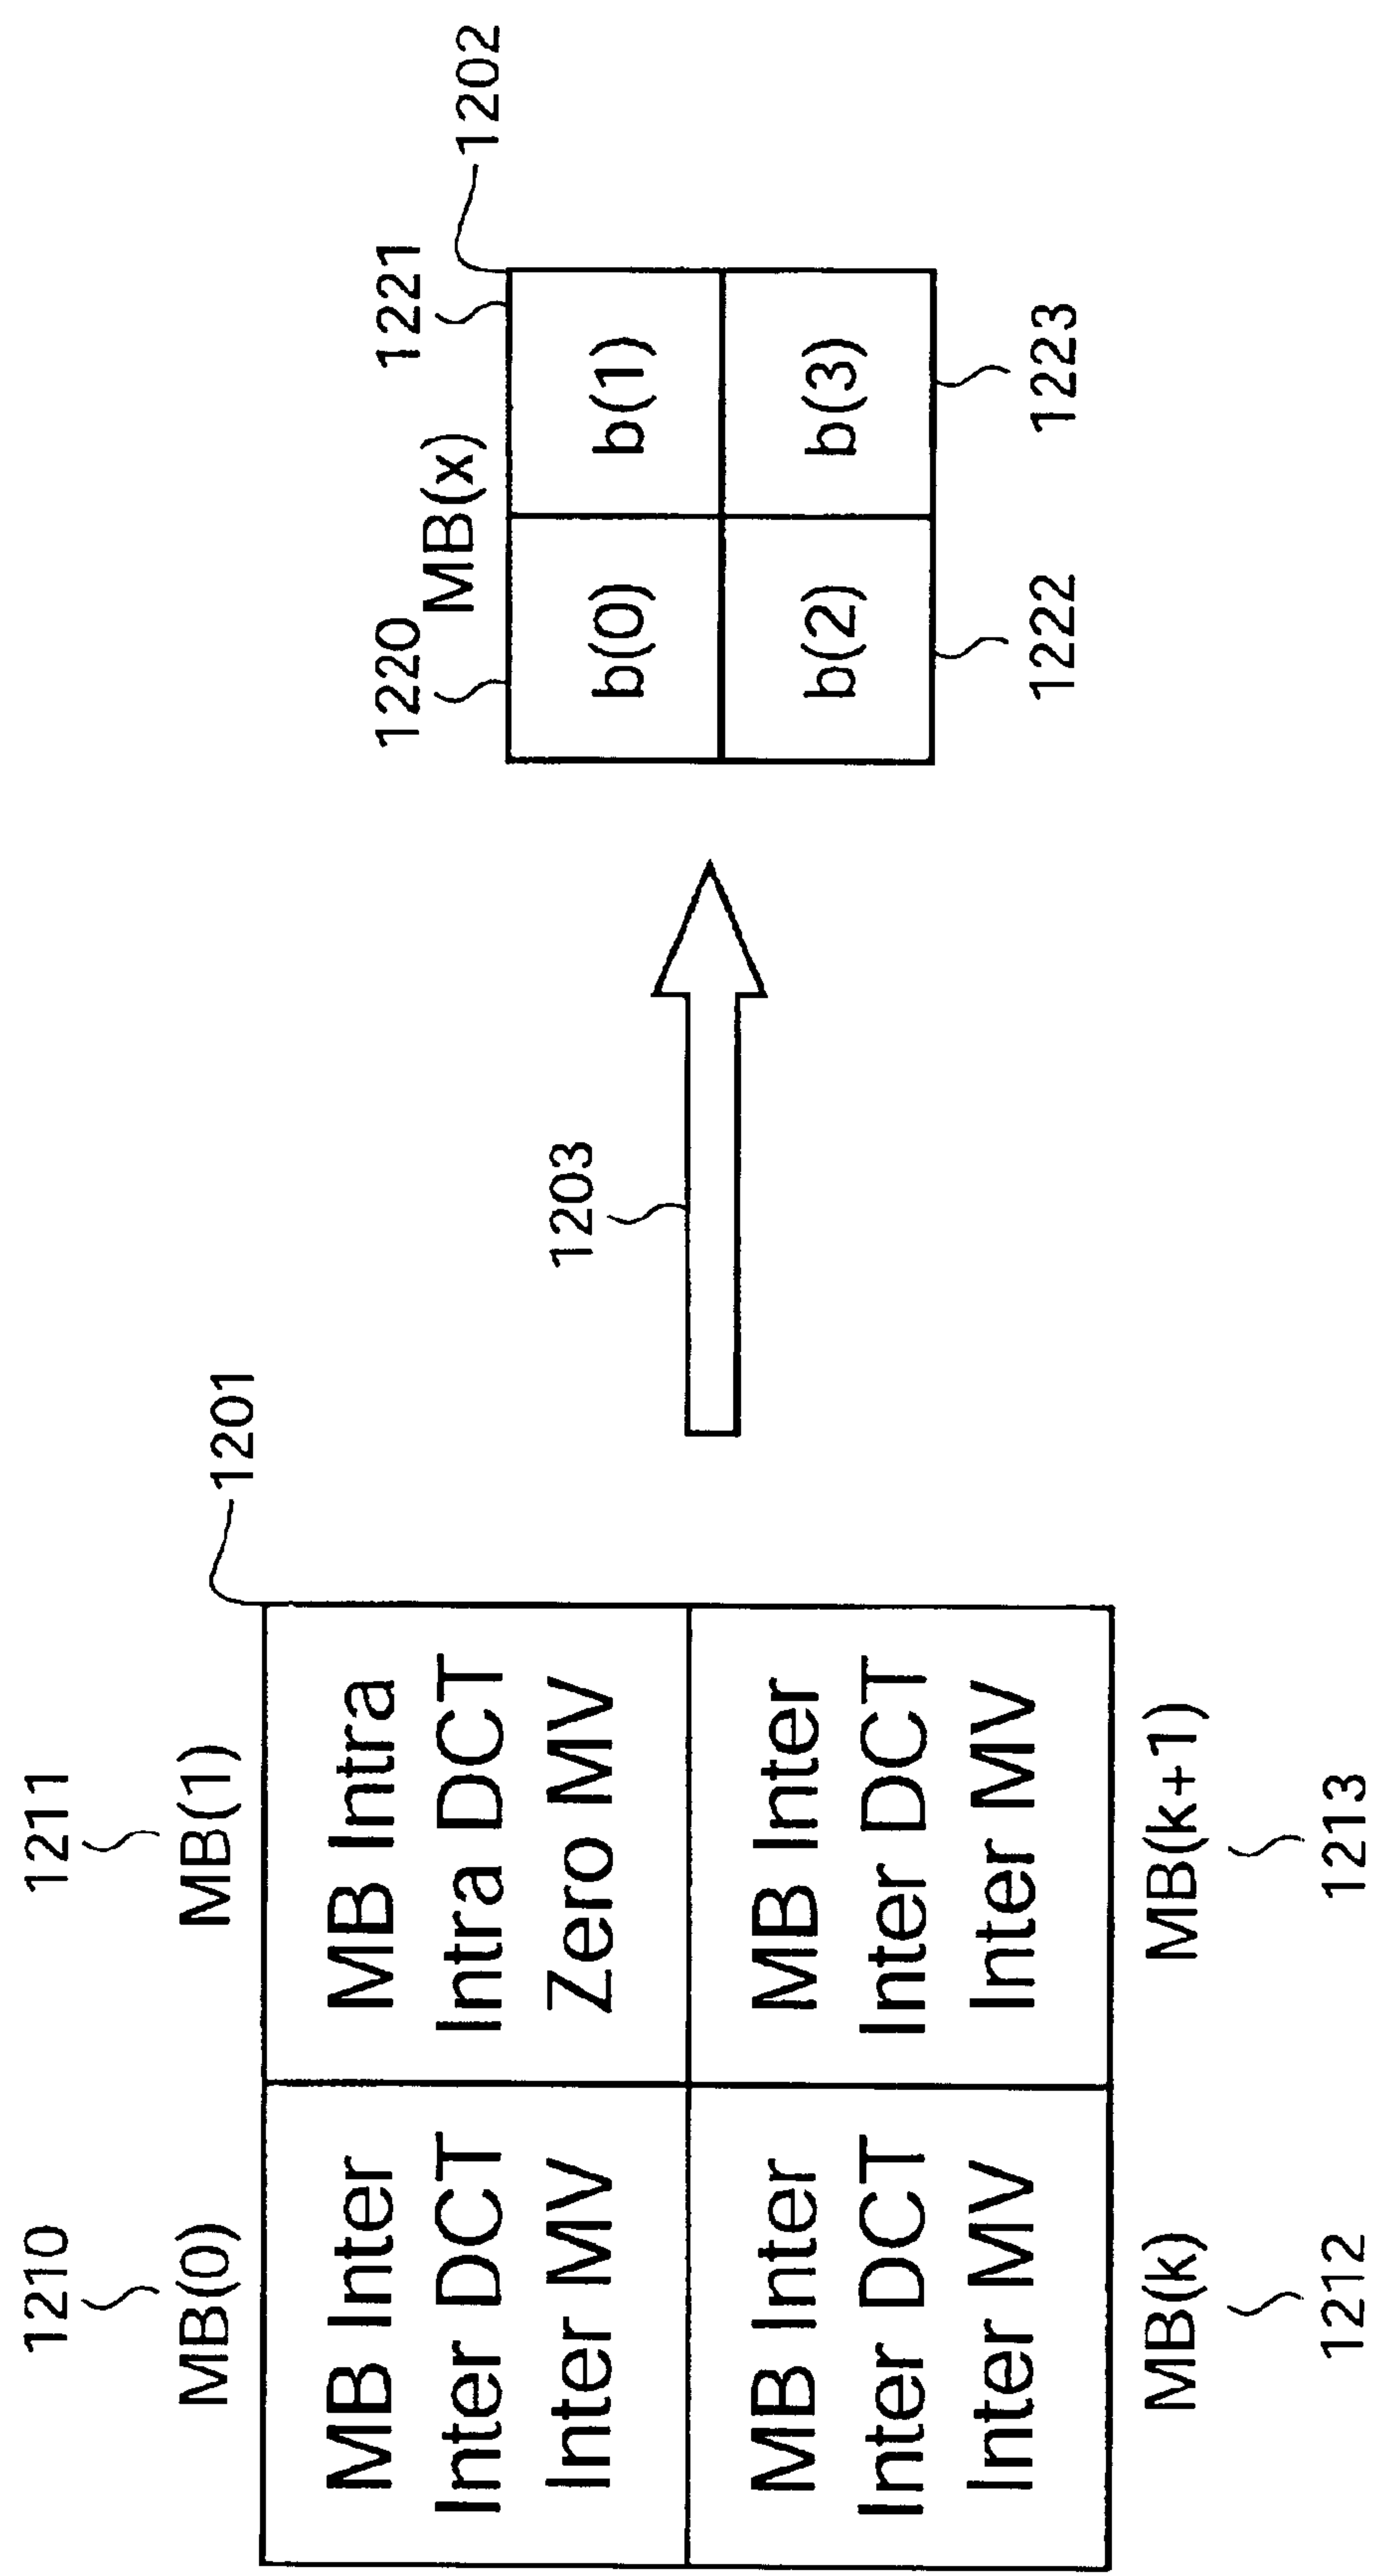 1210
1211
MB(0)
MB(1)
1201
MB Inter
Inter DCT
Inter MV
MB Intra
Intra DCT
Zero MV
MB Inter
Inter DCT
Inter MV
MB Inter
Inter DCT
Inter MV
MB(k)
MB(k+1)
1212
1213
1203
1220
1221
1202
MB(x)
b(0)
b(1)
b(2)
b(3)
1222
1223